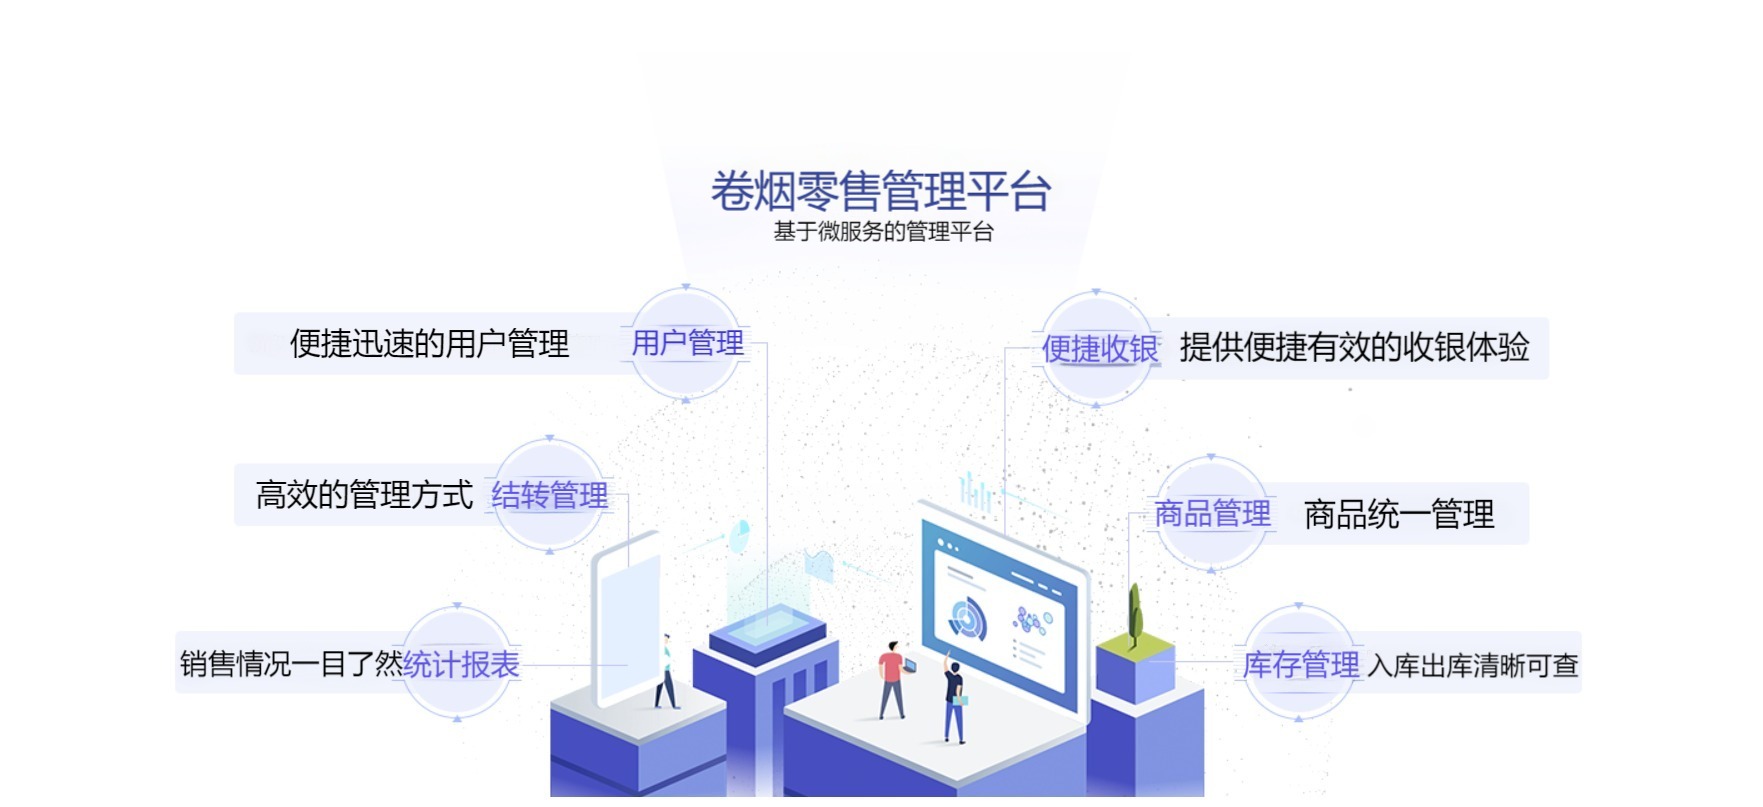 卷烟零售管理平台
基于微服务的管理平台
便捷迅速的用户管理 用户管理
便捷收银 提供便捷有效的收银体验
高效的管理方式 结转管理
商品管理 商品统一管理
销售情况一目了然 统计报表
库存管理 入库出库清晰可查